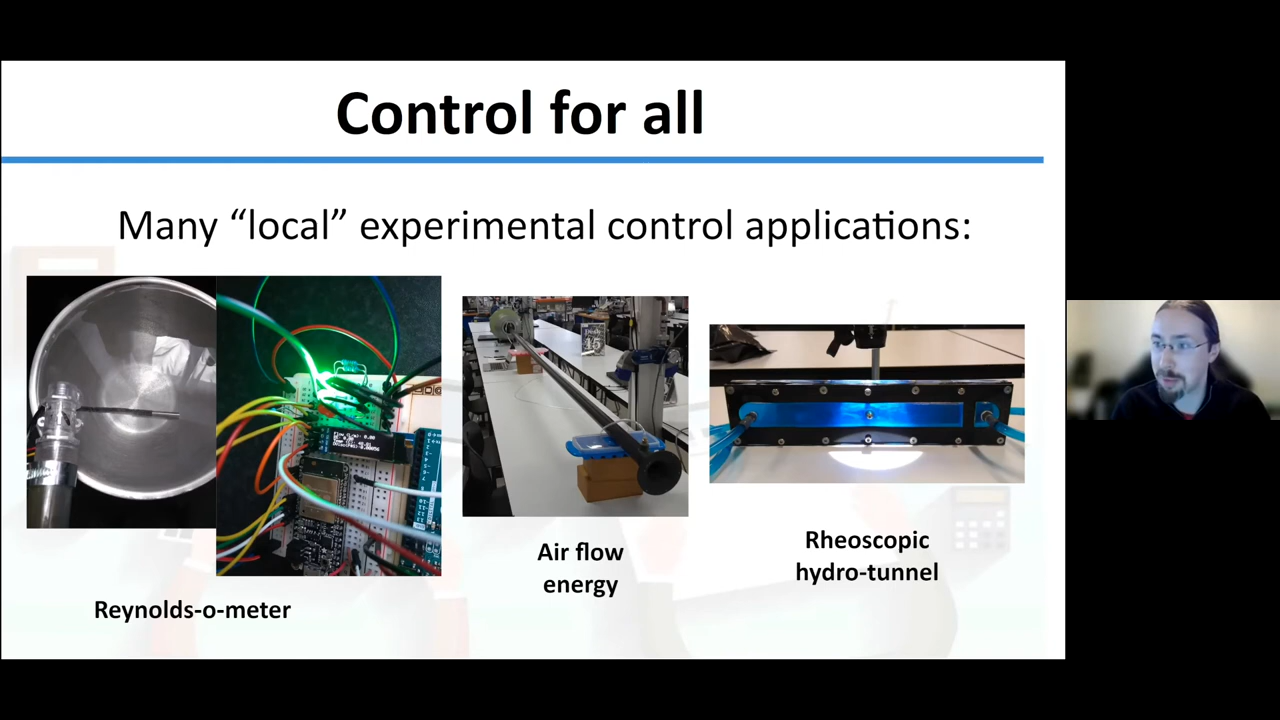 Control for all
Many “local” experimental control applications:
Reynolds-o-meter
Air flow
energy
Rheoscopic
hydro-tunnel